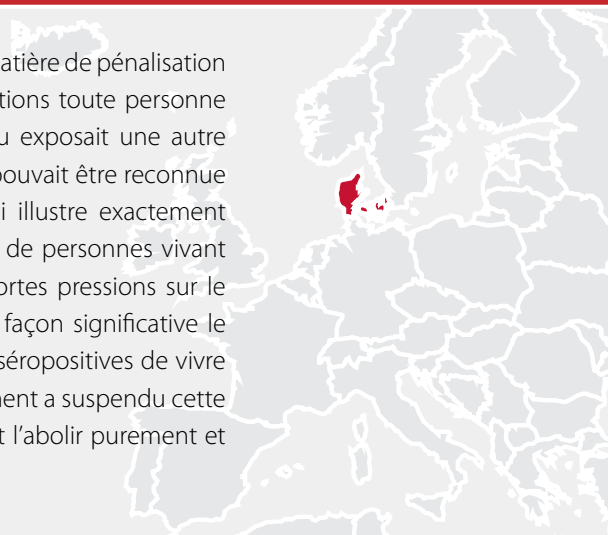 atière de pénalisation
tions toute personne
u exposait une autre
pouvait être reconnue
i illustre exactement
de personnes vivant
ortes pressions sur le
façon significative le
séropositives de vivre
ent a suspendu cette
t l'abolir purement et